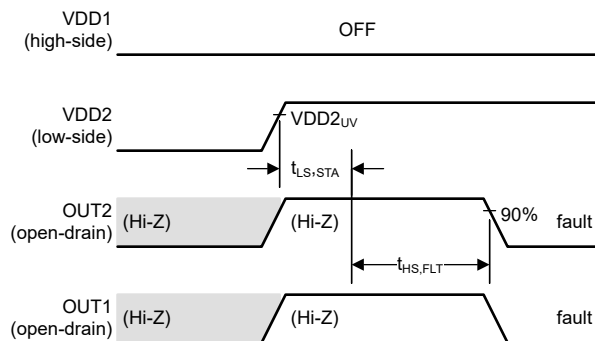 VDD1
(high-side)
OFF
VDD2
(low-side)
VDD2UV
tLS,STA
OUT2
(open-drain)
(Hi-Z)
(Hi-Z)
90%
fault
tHS,FLT
OUT1
(open-drain)
(Hi-Z)
(Hi-Z)
fault